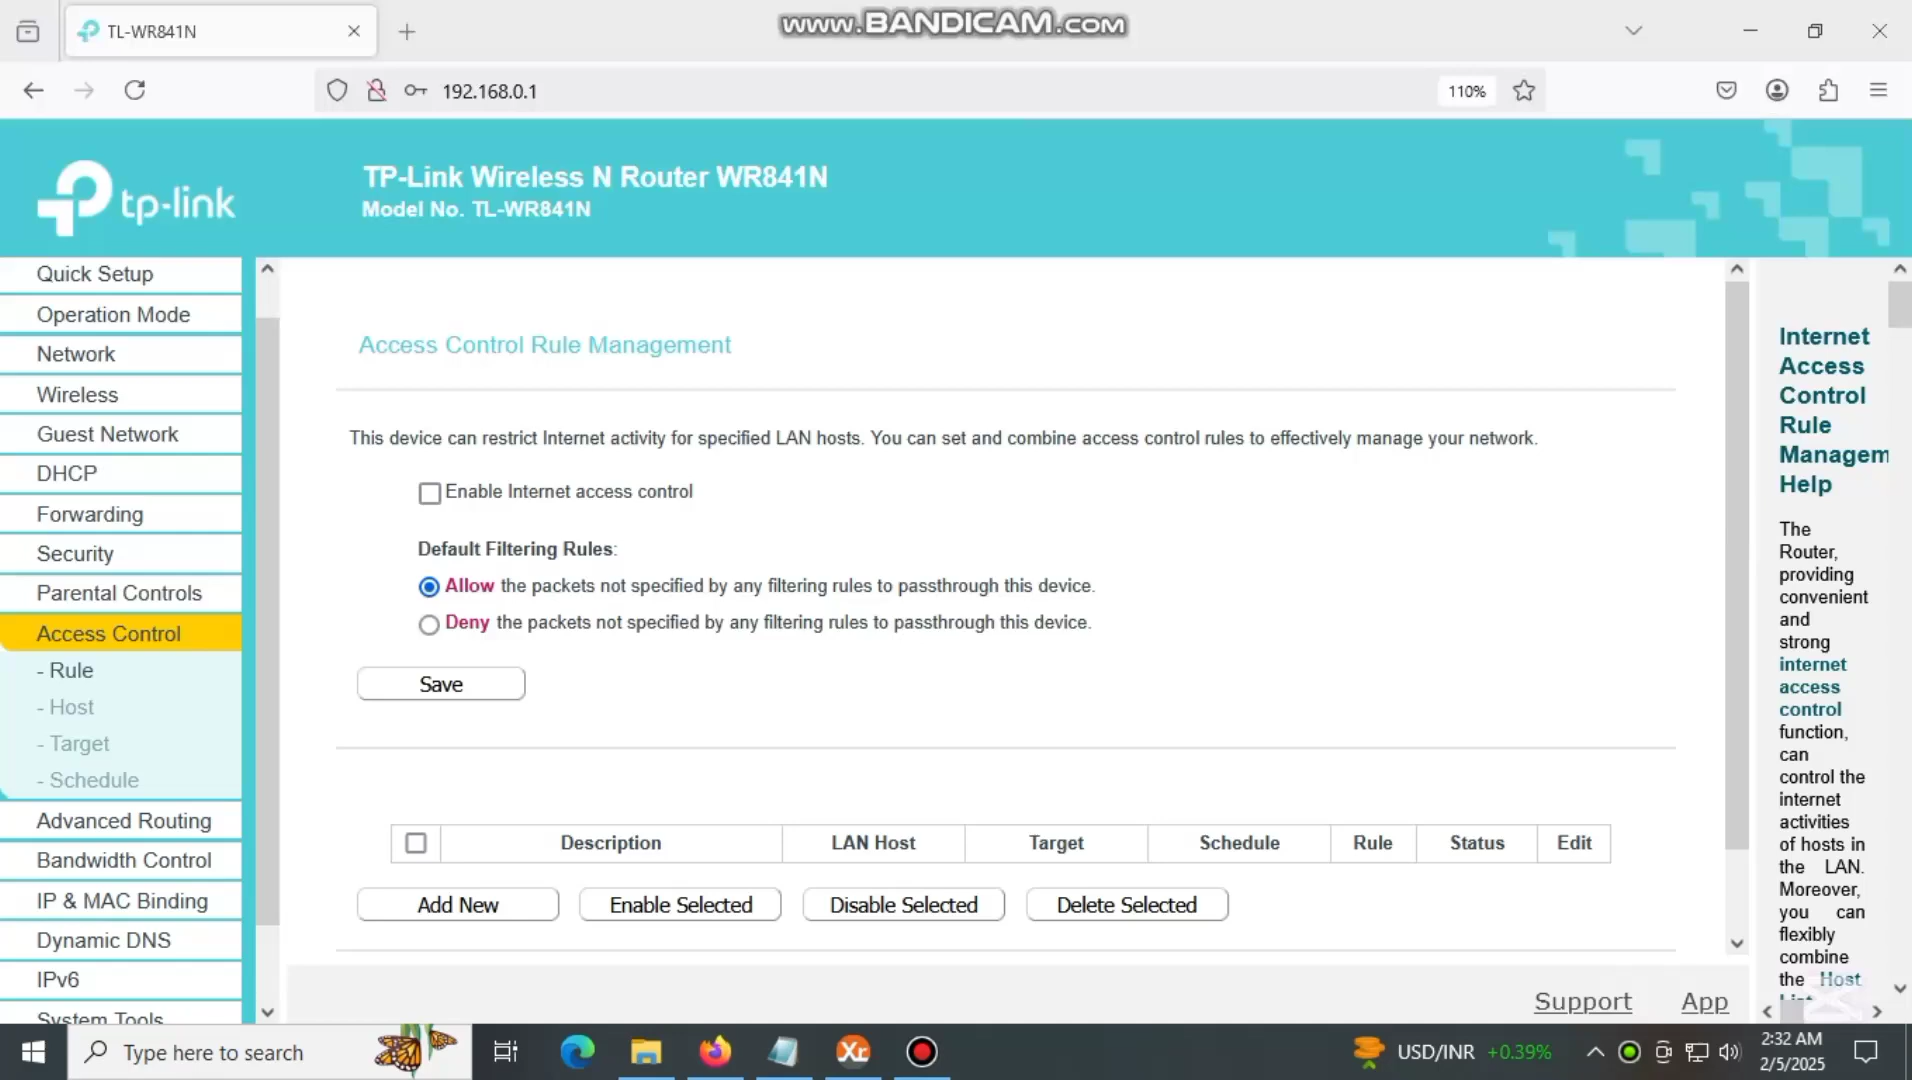 TL-WR841N
www.BANDICAM.com
192.168.0.1
110%
tp-link
TP-Link Wireless N Router WR841N
Model No. TL-WR841N
Quick Setup
Operation Mode
Network
Wireless
Guest Network
DHCP
Forwarding
Security
Parental Controls
Access Control
- Rule
- Host
- Target
- Schedule
Advanced Routing
Bandwidth Control
IP & MAC Binding
Dynamic DNS
IPv6
System Tools
Access Control Rule Management
This device can restrict Internet activity for specified LAN hosts. You can set and combine access control rules to effectively manage your network.
Enable Internet access control
Default Filtering Rules:
Allow the packets not specified by any filtering rules to passthrough this device.
Deny the packets not specified by any filtering rules to passthrough this device.
Save
Description LAN Host Target Schedule Rule Status Edit
Add New Enable Selected Disable Selected Delete Selected
Support App
Internet
Access
Control
Rule
Managem
Help
The
Router,
providing
convenient
and
strong
internet
access
control
function,
can
control the
internet
activities
of hosts in
the LAN.
Moreover,
you can
flexibly
combine
the Host
Type here to search
Xr
USD/INR +0.39%
2:32 AM
2/5/2025